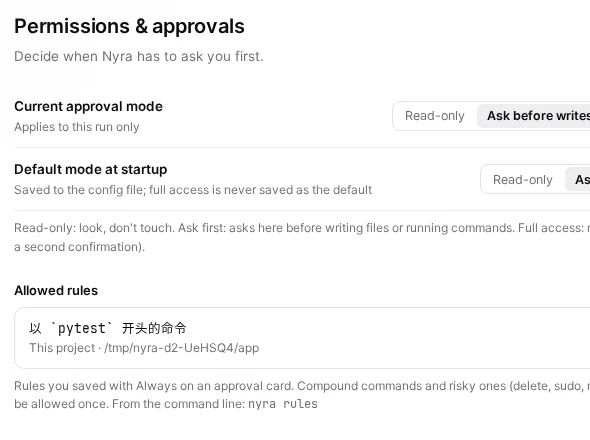 Permissions & approvals
Decide when Nyra has to ask you first.
Current approval mode
Applies to this run only
Read-only
Ask before writes
Default mode at startup
Saved to the config file; full access is never saved as the default
Read-only
As
Read-only: look, don't touch. Ask first: asks here before writing files or running commands. Full access:
a second confirmation).
Allowed rules
以 `pytest` 开头的命令
This project · /tmp/nyra-d2-UeHSQ4/app
Rules you saved with Always on an approval card. Compound commands and risky ones (delete, sudo,
be allowed once. From the command line: nyra rules